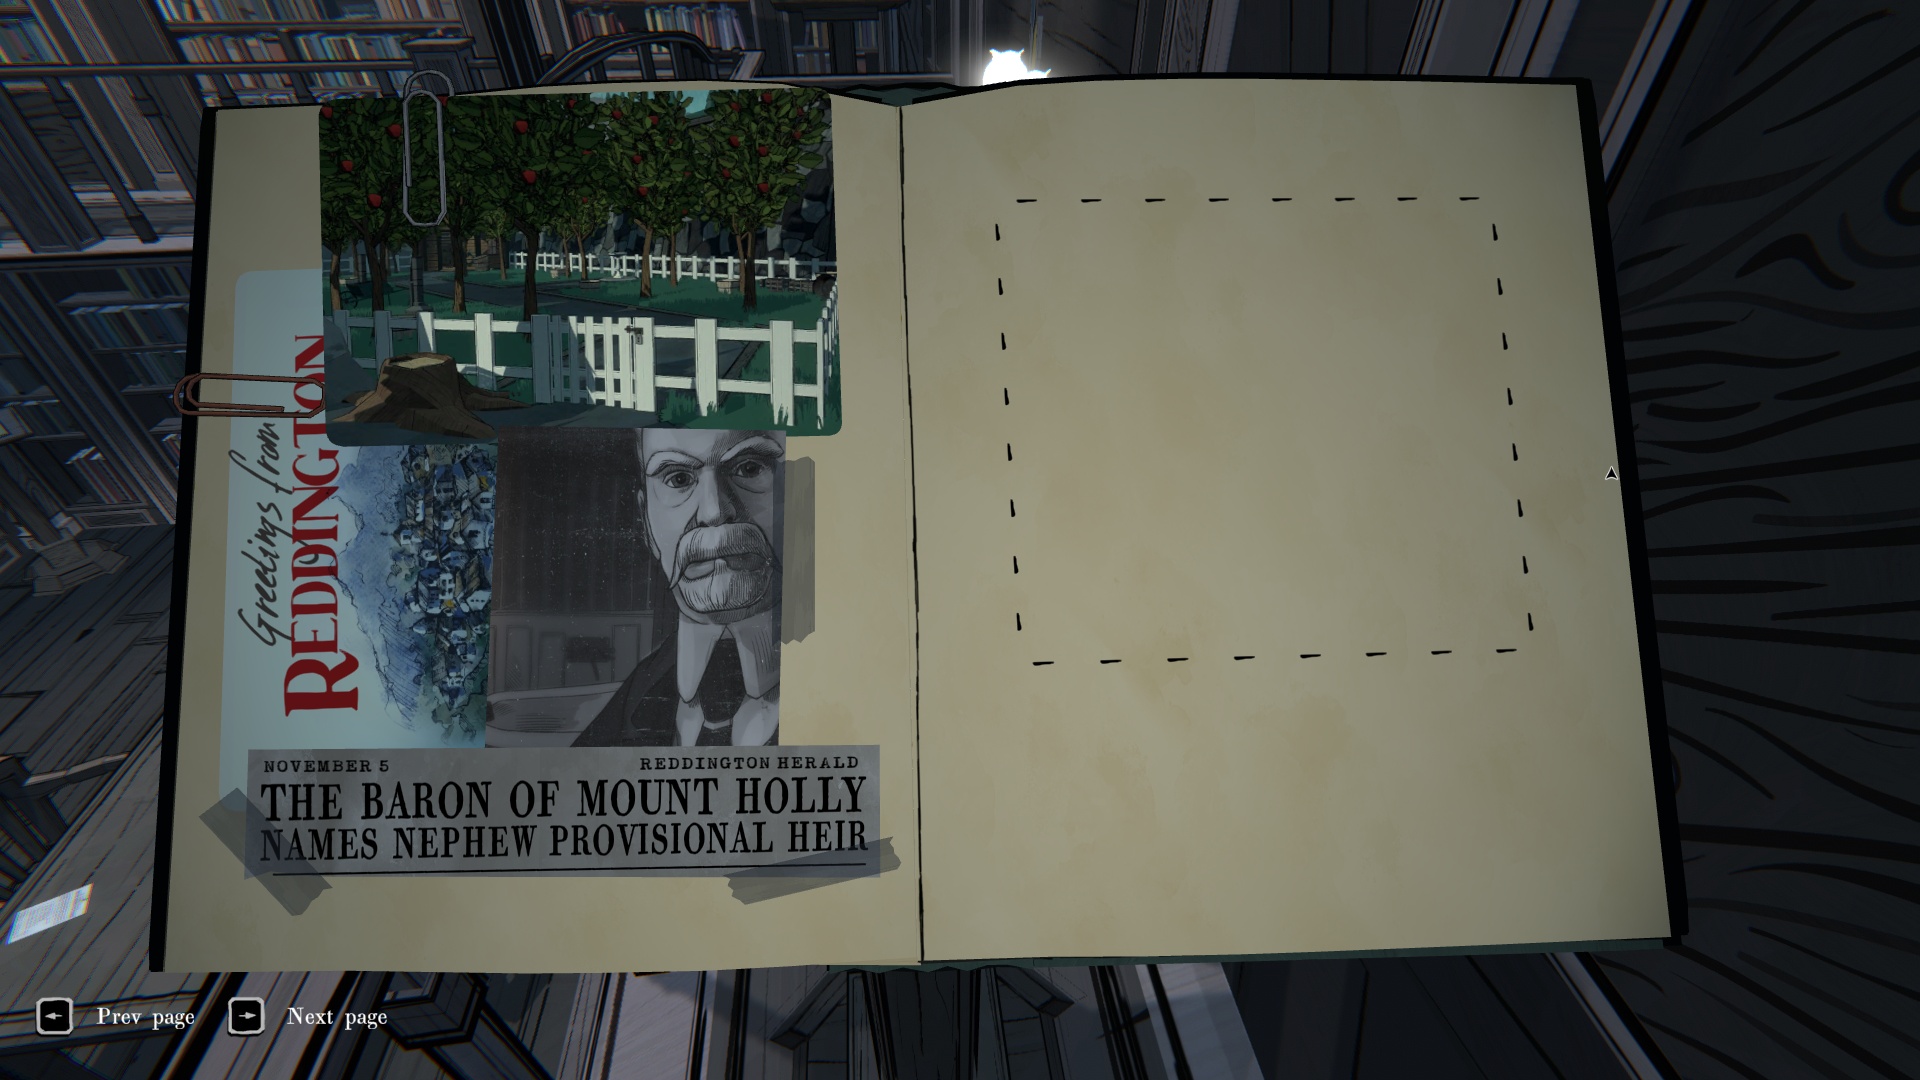 Greetings from
REDDINGTON
NOVEMBER 5 REDDINGTON HERALD
THE BARON OF MOUNT HOLLY
NAMES NEPHEW PROVISIONAL HEIR
Prev page Next page